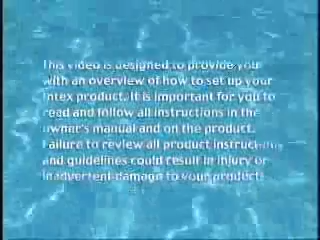 This video is designed to provide you
with an overview of how to set up your
Intex product. It is important for you to
read and follow all instructions in the
owner's manual and on the product.
Failure to review all product instructions
and guidelines could result in injury or
inadvertent damage to your product.